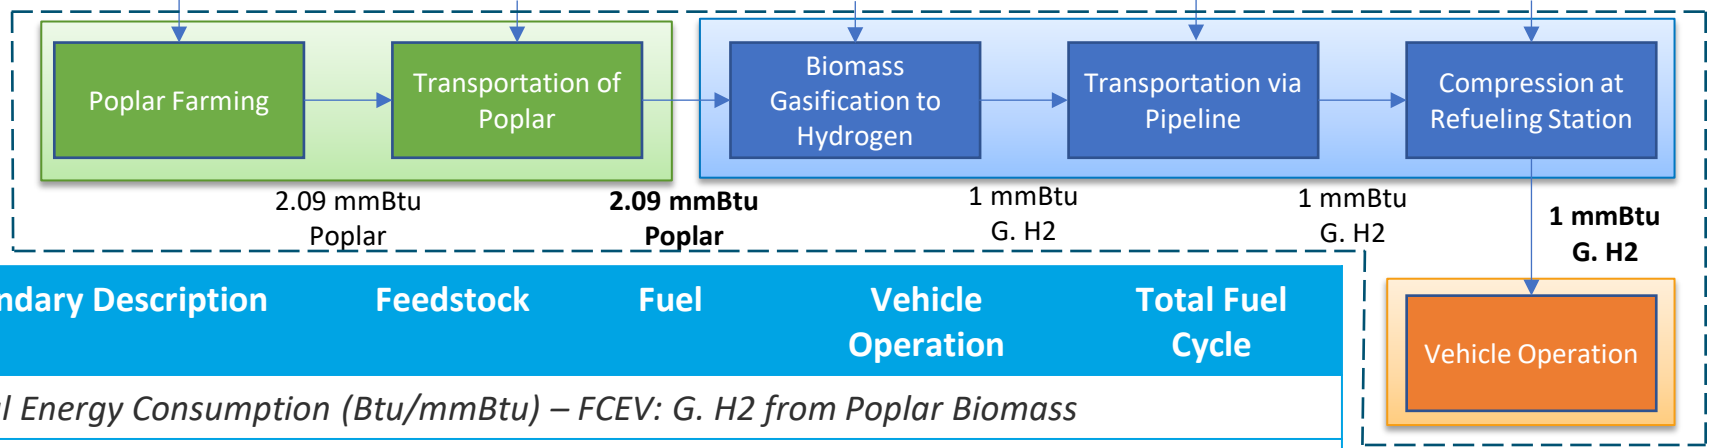 Poplar Farming
Transportation of
Poplar
Biomass
Gasification to
Hydrogen
Transportation via
Pipeline
Compression at
Refueling Station
2.09 mmBtu
Poplar
2.09 mmBtu
Poplar
1 mmBtu
G. H2
1 mmBtu
G. H2
1 mmBtu
G. H2
Vehicle Operation
Description
Feedstock
Fuel
Vehicle
Operation
Total Fuel
Cycle
Energy Consumption (Btu/mmBtu) – FCEV: G. H2 from Poplar Biomass